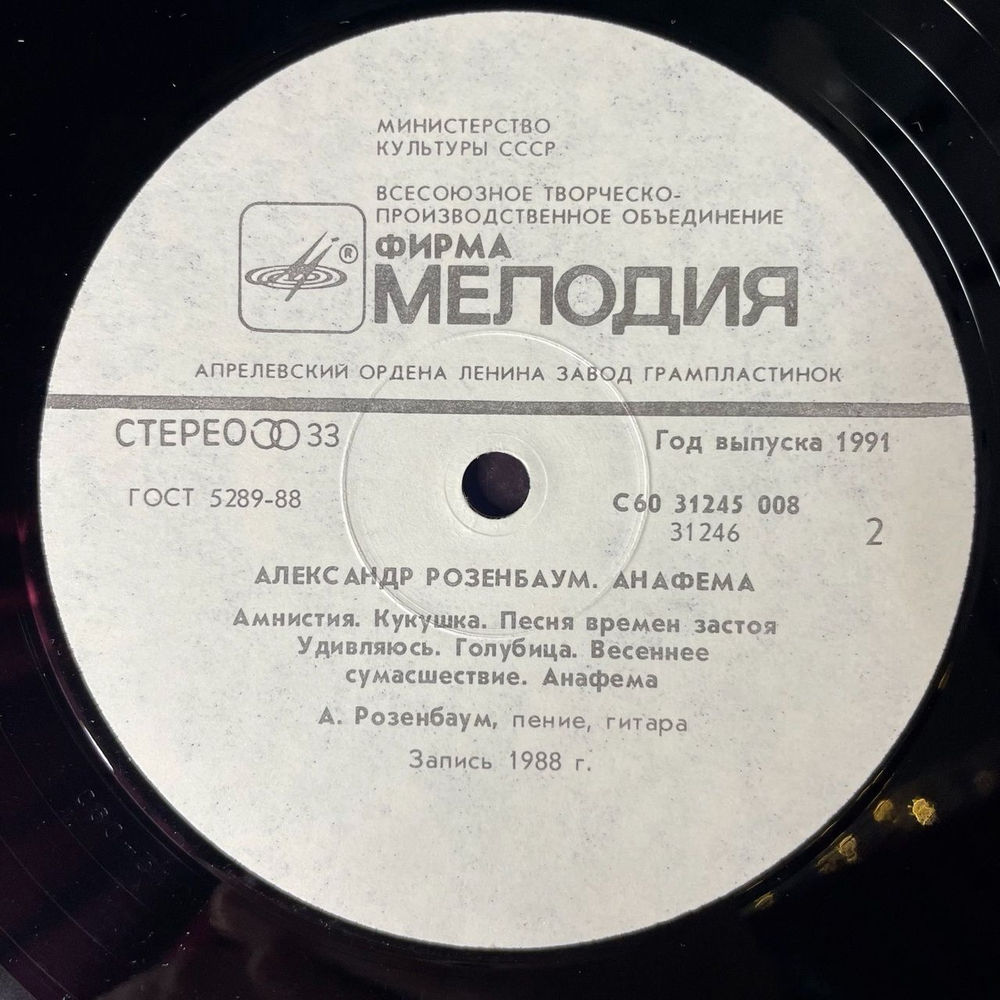 МИНИСТЕРСТВО
КУЛЬТУРЫ СССР
ВСЕСОЮЗНОЕ ТВОРЧЕСКО-
ПРОИЗВОДСТВЕННОЕ ОБЪЕДИНЕНИЕ
ФИРМА
®
МЕЛОДИЯ
АПРЕЛЕВСКИЙ ОРДЕНА ЛЕНИНА ЗАВОД ГРАМПЛАСТИНОК
СТЕРЕО 33
Год выпуска 1991
ГОСТ 5289-88
С60 31245 008
31246
2
АЛЕКСАНДР РОЗЕНБАУМ. АНАФЕМА
Амнистия. Кукушка. Песня времен застоя
Удивляюсь. Голубица. Весеннее
сумасшествие. Анафема
А. Розенбаум, пение, гитара
Запись 1988 г.